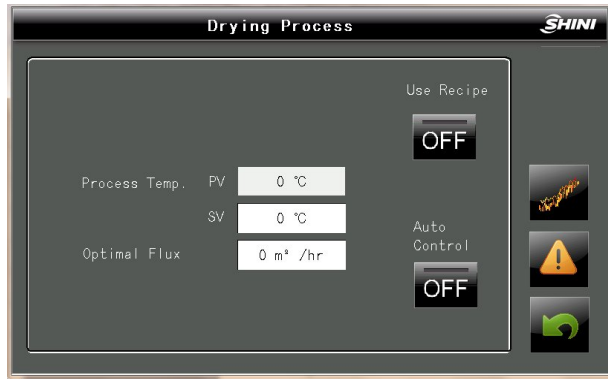 Drying Process
SHINI
Use Recipe
OFF
Process Temp. PV 0 °C
SV 0 °C
Auto Control
Optimal Flux 0 m³ /hr
OFF